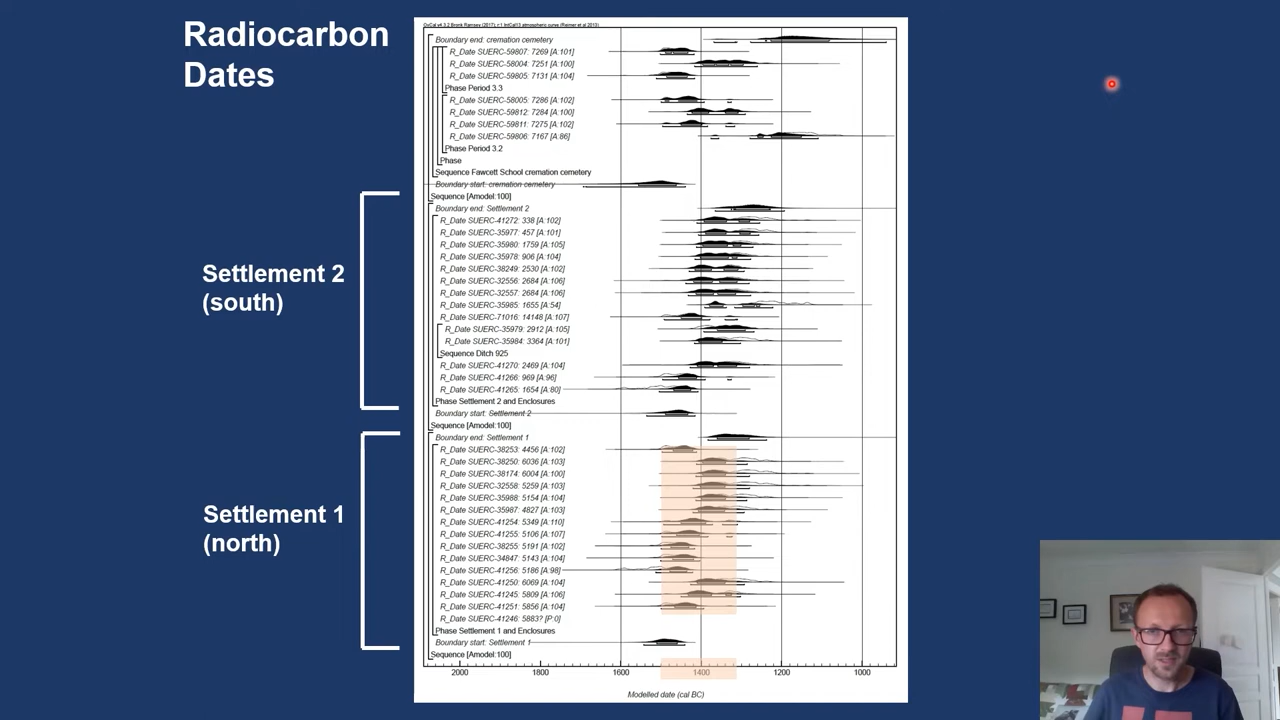 Radiocarbon
Dates
Settlement 2
(south)
Settlement 1
(north)
OxCal v4.3.2 Bronk Ramsey (2017); r:1 IntCal13 atmospheric curve (Reimer et al 2013)
Boundary end: cremation cemetery
R_Date SUERC-59807: 7269 [A:101]
R_Date SUERC-58004: 7251 [A:100]
R_Date SUERC-59805: 7131 [A:104]
Phase Period 3.3
R_Date SUERC-58005: 7286 [A:102]
R_Date SUERC-59812: 7284 [A:100]
R_Date SUERC-59811: 7275 [A:102]
R_Date SUERC-59806: 7167 [A:86]
Phase Period 3.2
Phase
Sequence Fawcett School cremation cemetery
Boundary start: cremation cemetery
Sequence [Amodel:100]
Boundary end: Settlement 2
R_Date SUERC-41272: 338 [A:102]
R_Date SUERC-35977: 457 [A:101]
R_Date SUERC-35980: 1759 [A:105]
R_Date SUERC-35978: 906 [A:104]
R_Date SUERC-38249: 2530 [A:102]
R_Date SUERC-32556: 2684 [A:106]
R_Date SUERC-32557: 2684 [A:106]
R_Date SUERC-35985: 1655 [A:54]
R_Date SUERC-71016: 14148 [A:107]
R_Date SUERC-35979: 2912 [A:105]
R_Date SUERC-35984: 3364 [A:101]
Sequence Ditch 925
R_Date SUERC-41270: 2469 [A:104]
R_Date SUERC-41266: 969 [A:96]
R_Date SUERC-41265: 1654 [A:80]
Phase Settlement 2 and Enclosures
Boundary start: Settlement 2
Sequence [Amodel:100]
Boundary end: Settlement 1
R_Date SUERC-38253: 4456 [A:102]
R_Date SUERC-38250: 6036 [A:103]
R_Date SUERC-38174: 6004 [A:100]
R_Date SUERC-32558: 5259 [A:103]
R_Date SUERC-35988: 5154 [A:104]
R_Date SUERC-35987: 4827 [A:103]
R_Date SUERC-41254: 5349 [A:110]
R_Date SUERC-41255: 5106 [A:107]
R_Date SUERC-38255: 5191 [A:102]
R_Date SUERC-34847: 5143 [A:104]
R_Date SUERC-41256: 5186 [A:98]
R_Date SUERC-41250: 6069 [A:104]
R_Date SUERC-41245: 5809 [A:106]
R_Date SUERC-41251: 5856 [A:104]
R_Date SUERC-41246: 5883? [P:0]
Phase Settlement 1 and Enclosures
Boundary start: Settlement 1
Sequence [Amodel:100]
2000 1800 1600 1400 1200 1000
Modelled date (cal BC)